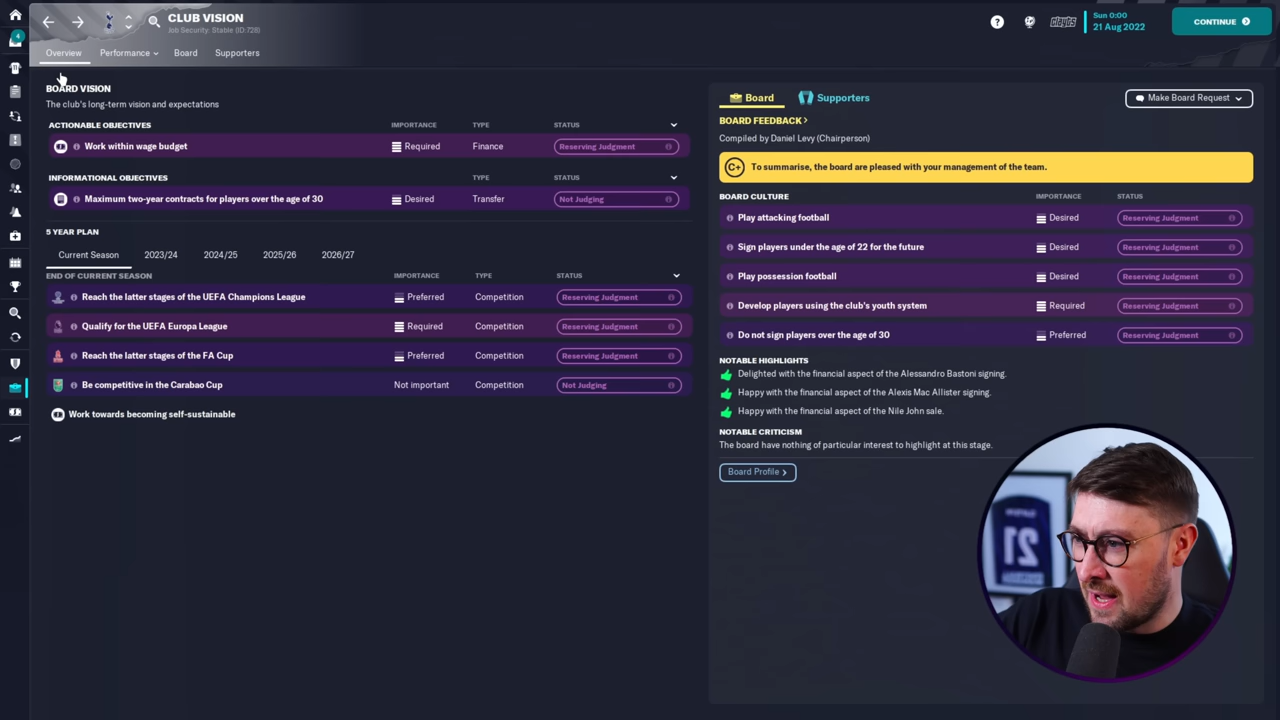 CLUB VISION
Job Security: Stable (ID:728)
Sun 0:00
21 Aug 2022
CONTINUE
4
Overview
Performance
Board
Supporters
BOARD VISION
The club's long-term vision and expectations
ACTIONABLE OBJECTIVES IMPORTANCE TYPE STATUS
Work within wage budget Required Finance Reserving Judgment
INFORMATIONAL OBJECTIVES TYPE STATUS
Maximum two-year contracts for players over the age of 30 Desired Transfer Not Judging
5 YEAR PLAN
Current Season 2023/24 2024/25 2025/26 2026/27
END OF CURRENT SEASON IMPORTANCE TYPE STATUS
Reach the latter stages of the UEFA Champions League Preferred Competition Reserving Judgment
Qualify for the UEFA Europa League Required Competition Reserving Judgment
Reach the latter stages of the FA Cup Preferred Competition Reserving Judgment
Be competitive in the Carabao Cup Not important Competition Not Judging
Work towards becoming self-sustainable
Board Supporters Make Board Request
BOARD FEEDBACK >
Compiled by Daniel Levy (Chairperson)
C+ To summarise, the board are pleased with your management of the team.
BOARD CULTURE IMPORTANCE STATUS
Play attacking football Desired Reserving Judgment
Sign players under the age of 22 for the future Desired Reserving Judgment
Play possession football Desired Reserving Judgment
Develop players using the club's youth system Required Reserving Judgment
Do not sign players over the age of 30 Preferred Reserving Judgment
NOTABLE HIGHLIGHTS
Delighted with the financial aspect of the Alessandro Bastoni signing.
Happy with the financial aspect of the Alexis Mac Allister signing.
Happy with the financial aspect of the Nile John sale.
NOTABLE CRITICISM
The board have nothing of particular interest to highlight at this stage.
Board Profile >
21